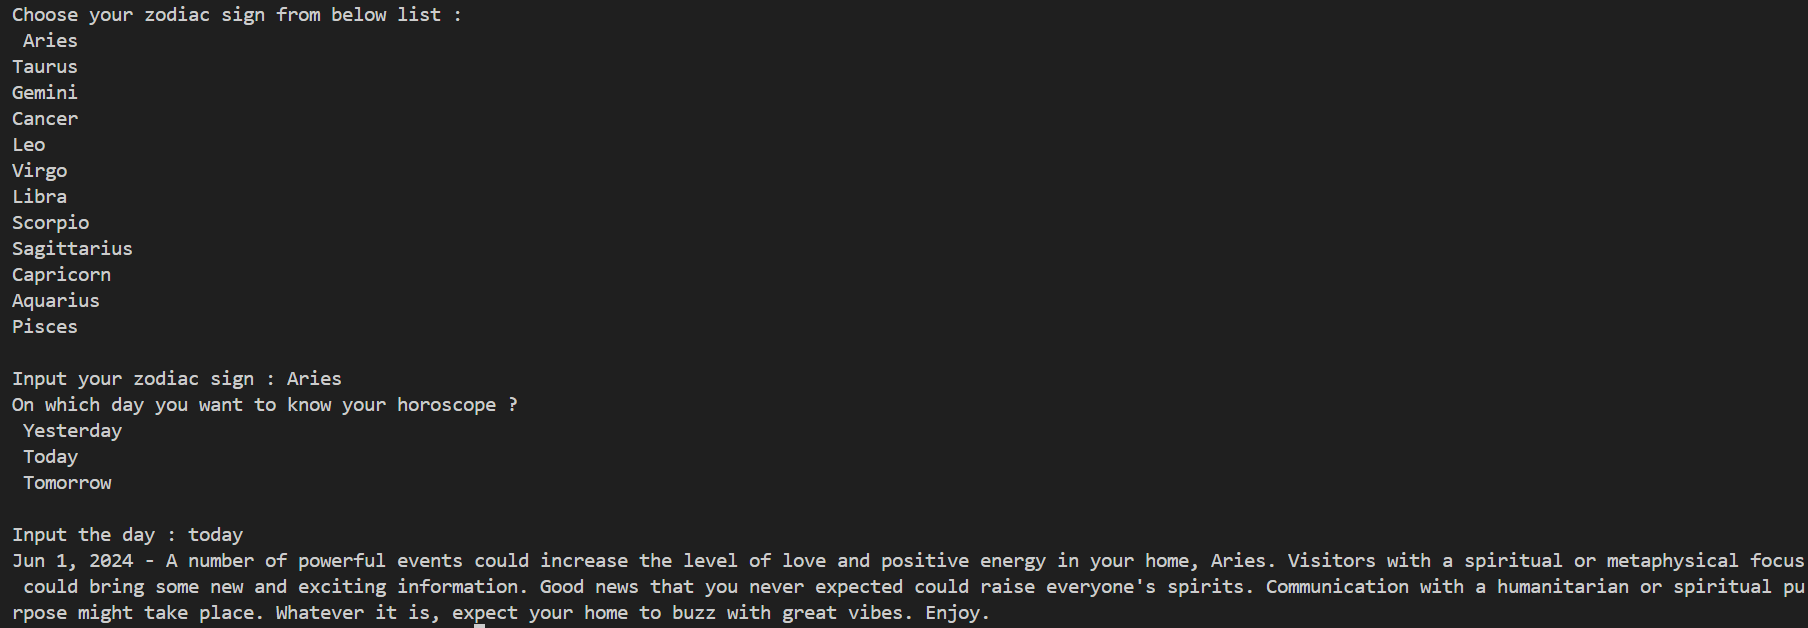 Choose your zodiac sign from below list :
 Aries
Taurus
Gemini
Cancer
Leo
Virgo
Libra
Scorpio
Sagittarius
Capricorn
Aquarius
Pisces

Input your zodiac sign : Aries
On which day you want to know your horoscope ?
 Yesterday
 Today
 Tomorrow

Input the day : today
Jun 1, 2024 - A number of powerful events could increase the level of love and positive energy in your home, Aries. Visitors with a spiritual or metaphysical focus
 could bring some new and exciting information. Good news that you never expected could raise everyone's spirits. Communication with a humanitarian or spiritual pu
rpose might take place. Whatever it is, expect your home to buzz with great vibes. Enjoy.